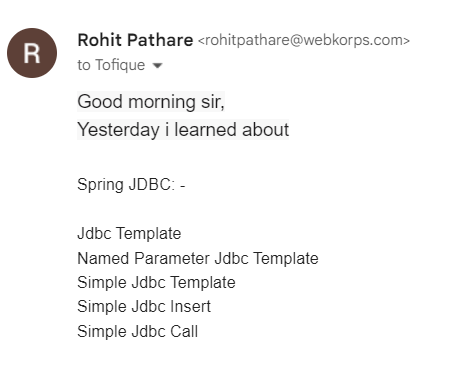 R
Rohit Pathare <rohitpathare@webkorps.com>
to Tofique
Good morning sir,
Yesterday i learned about
Spring JDBC: -
Jdbc Template
Named Parameter Jdbc Template
Simple Jdbc Template
Simple Jdbc Insert
Simple Jdbc Call